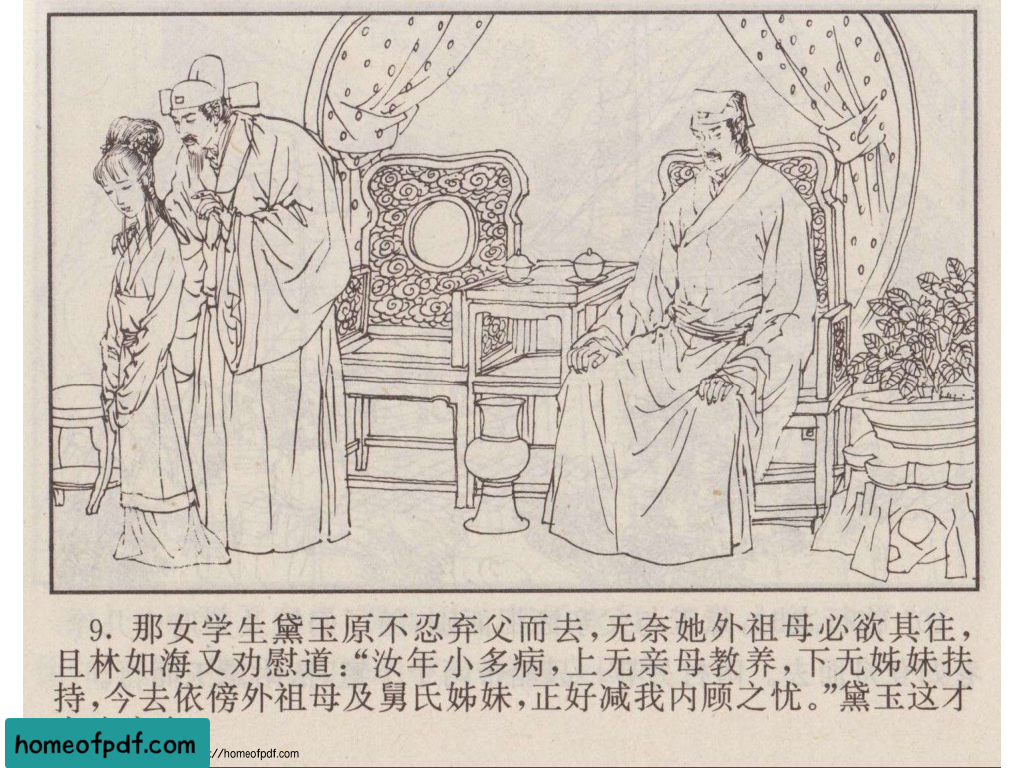 9. 那女学生黛玉原不忍弃父而去，无奈她外祖母必欲其往，
且林如海又劝慰道：“汝年小多病，上无亲母教养，下无姊妹扶
持，今去依傍外祖母及舅氏姊妹，正好减我内顾之忧。”黛玉这才
homeofpdf.com
://homeofpdf.com